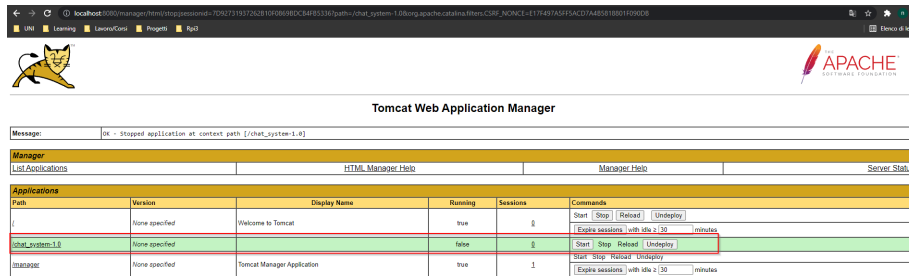 localhost:8080/manager/html/stop;jsessionid=7D92731937262B10F0869BDCB4FB5336?path=/chat_system-1.0&org.apache.catalina.filters.CSRF_NONCE=E17F497A5FF5ACD7A4B5818801F090DB
UNI Learning Lavoro/Corsi Progetti Rpi3 Elenco di le
APACHE
SOFTWARE FOUNDATION
Tomcat Web Application Manager
Message: OK - Stopped application at context path [/chat_system-1.0]
Manager
List Applications HTML Manager Help Manager Help Server Statu
Applications
Path Version Display Name Running Sessions Commands
/ None specified Welcome to Tomcat true 0 Start Stop Reload Undeploy
Expire sessions with idle ≥ 30 minutes
/chat_system-1.0 None specified false 0 Start Stop Reload Undeploy
/manager None specified Tomcat Manager Application true 1 Start Stop Reload Undeploy
Expire sessions with idle ≥ 30 minutes